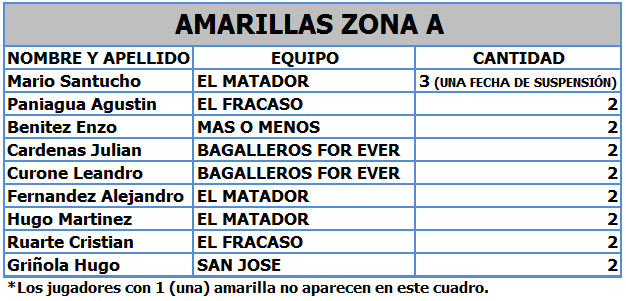 AMARILLAS ZONA A
NOMBRE Y APELLIDO EQUIPO CANTIDAD
Mario Santucho EL MATADOR 3 (UNA FECHA DE SUSPENSIÓN)
Paniagua Agustin EL FRACASO 2
Benitez Enzo MAS O MENOS 2
Cardenas Julian BAGALLEROS FOR EVER 2
Curone Leandro BAGALLEROS FOR EVER 2
Fernandez Alejandro EL MATADOR 2
Hugo Martinez EL MATADOR 2
Ruarte Cristian EL FRACASO 2
Griñola Hugo SAN JOSE 2
*Los jugadores con 1 (una) amarilla no aparecen en este cuadro.